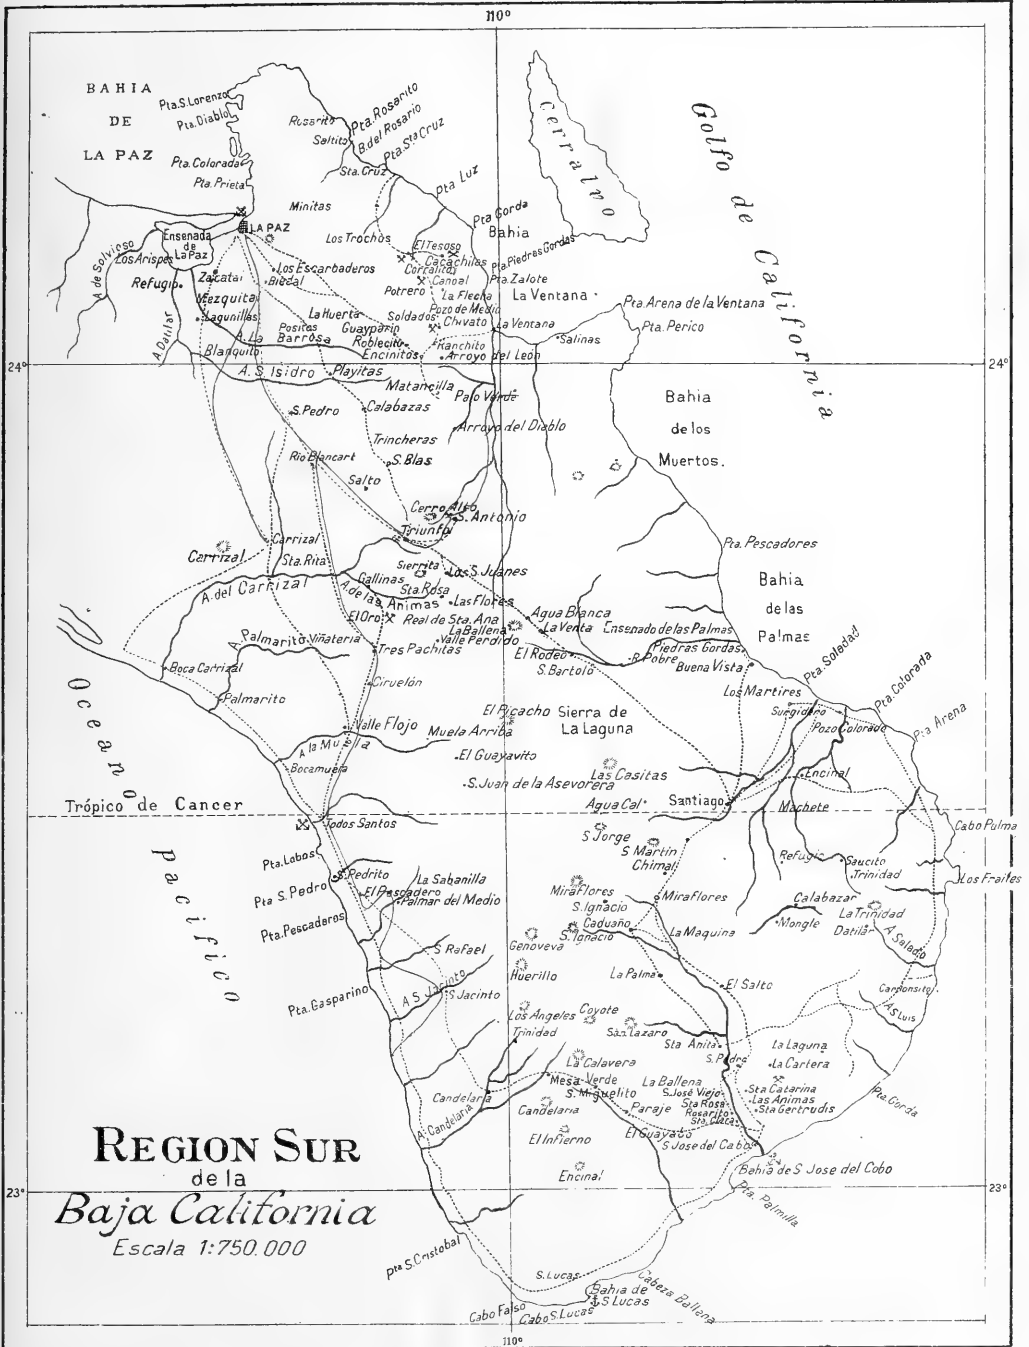 110°
BAHIA
DE
LA PAZ
Pta.S.Lorenzo
Pta.Diablo
Pta.Colorada
Pta.Prieta
Rosarito
Saltito
Pta.Rosarito
B.del Rosario
Pta.Sta Cruz
Sta.Cruz
Pta Luz
Cerralvo
Golfo de California
Minitas
Pta Gorda
Bahia
LA PAZ
Ensenada
de
La Paz
Los Trochos
El Tesoso
Cacachilas
Corralitos
Pta.Piedras Gordas
A de Solvioso
Los Arispes
Refugio
Zacatal
Los Escarbaderos
Biedal
Canoal
Potrero
La Flecha
Pta.Zalote
La Ventana
Mezquita
Lagunillas
La Huerta
Pozo de Medio
Soldados
Chivato
La Ventana
Pta.Arena de la Ventana
Pta.Perico
A.Datilar
Positas
Guayparin
A.La Barrosa
Roblecito
Ranchito
Salinas
Blanquito
Encinitos
Arroyo del León
24°
24°
A.S.Isidro
Playitas
Matancilla
Palo Verde
Bahia
de los
Muertos.
S.Pedro
Calabazas
Arroyo del Diablo
Trincheras
Rio Blancart
S.Blas
Salto
Cerro Alto
S.Antonio
Triunfo
Carrizal
Carrizal
Sta.Rita
Sierrita
Los S.Juanes
Pta.Pescadores
Gallinas
Sta.Rosa
A.del Carrizal
A.de las Animas
Las Flores
Bahia
de las
Palmas
El Oro
Real de Sta.Ana
Agua Blanca
La Ballena
La Venta
Ensenado de las Palmas
A.Palmarito
Viñateria
Valle Perdido
Tres Pachitas
El Rodeo
S.Bartolo
R.Pobre
Piedras Gordas
Buena Vista
Pta.Soledad
Boca Carrizal
Ciruelón
Los Martires
Pta.Colorada
Palmarito
El Picacho
Sierra de
La Laguna
Surgidero
Pozo Colorado
Pta Arena
Valle Flojo
Muela Arriba
A la Muela
El Guayavito
Bocamuera
S.Juan de la Asevorera
Las Casitas
Encinal
Oceano Pacifico
Trópico de Cancer
Agua Cal
Santiago
Machete
Todos Santos
Cabo Pulma
S Jorge
S Martin
Chimal
Refugio
Saucito
Trinidad
Los Frailes
Pta.Lobos
S.Pedrito
Pta S.Pedro
El Pescadero
La Sabanilla
Palmar del Medio
Miraflores
S.Ignacio
Miraflores
Calabazar
La Trinidad
Pta.Pescaderos
Caduaño
S.Ignacio
La Maquina
Mongle
Datilar
A Salado
S Rafael
Genoveva
Huerillo
La Palma
El Salto
A S Jacinto
S Jacinto
Carbonsito
A S Luis
Pta.Gasparino
Los Angeles
Coyote
Trinidad
San Lazaro
Sta Anita
La Laguna
S.Pedro
La Cartera
La Calavera
Mesa Verde
S.Miguelito
La Ballena
S.José Viejo
Sta Catarina
Las Animas
Sta Gertrudis
Pta.Gorda
Candelaria
Candelaria
Paraje
Sta Rosa
Rosarito
Sta.Clara
A.Candelaria
El Infierno
El Guayato
S Jose del Cabo
Encinal
Bahia de S Jose del Cobo
23°
23°
Pta. Palmilla
REGION SUR
de la
Baja California
Escala 1:750.000
Pta S.Cristobal
S.Lucas
Cabeza Ballena
Bahia de
S Lucas
Cabo Falso
Cabo S.Lucas
110°